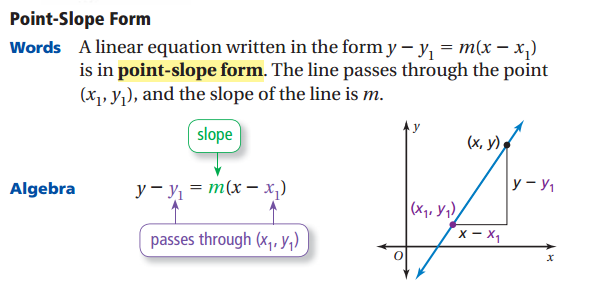 Point-Slope Form
Words A linear equation written in the form y − y₁ = m(x − x₁)
is in point-slope form. The line passes through the point
(x₁, y₁), and the slope of the line is m.
slope
Algebra y − y₁ = m(x − x₁)
passes through (x₁, y₁)
y
(x, y)
y − y₁
(x₁, y₁)
x − x₁
O
x